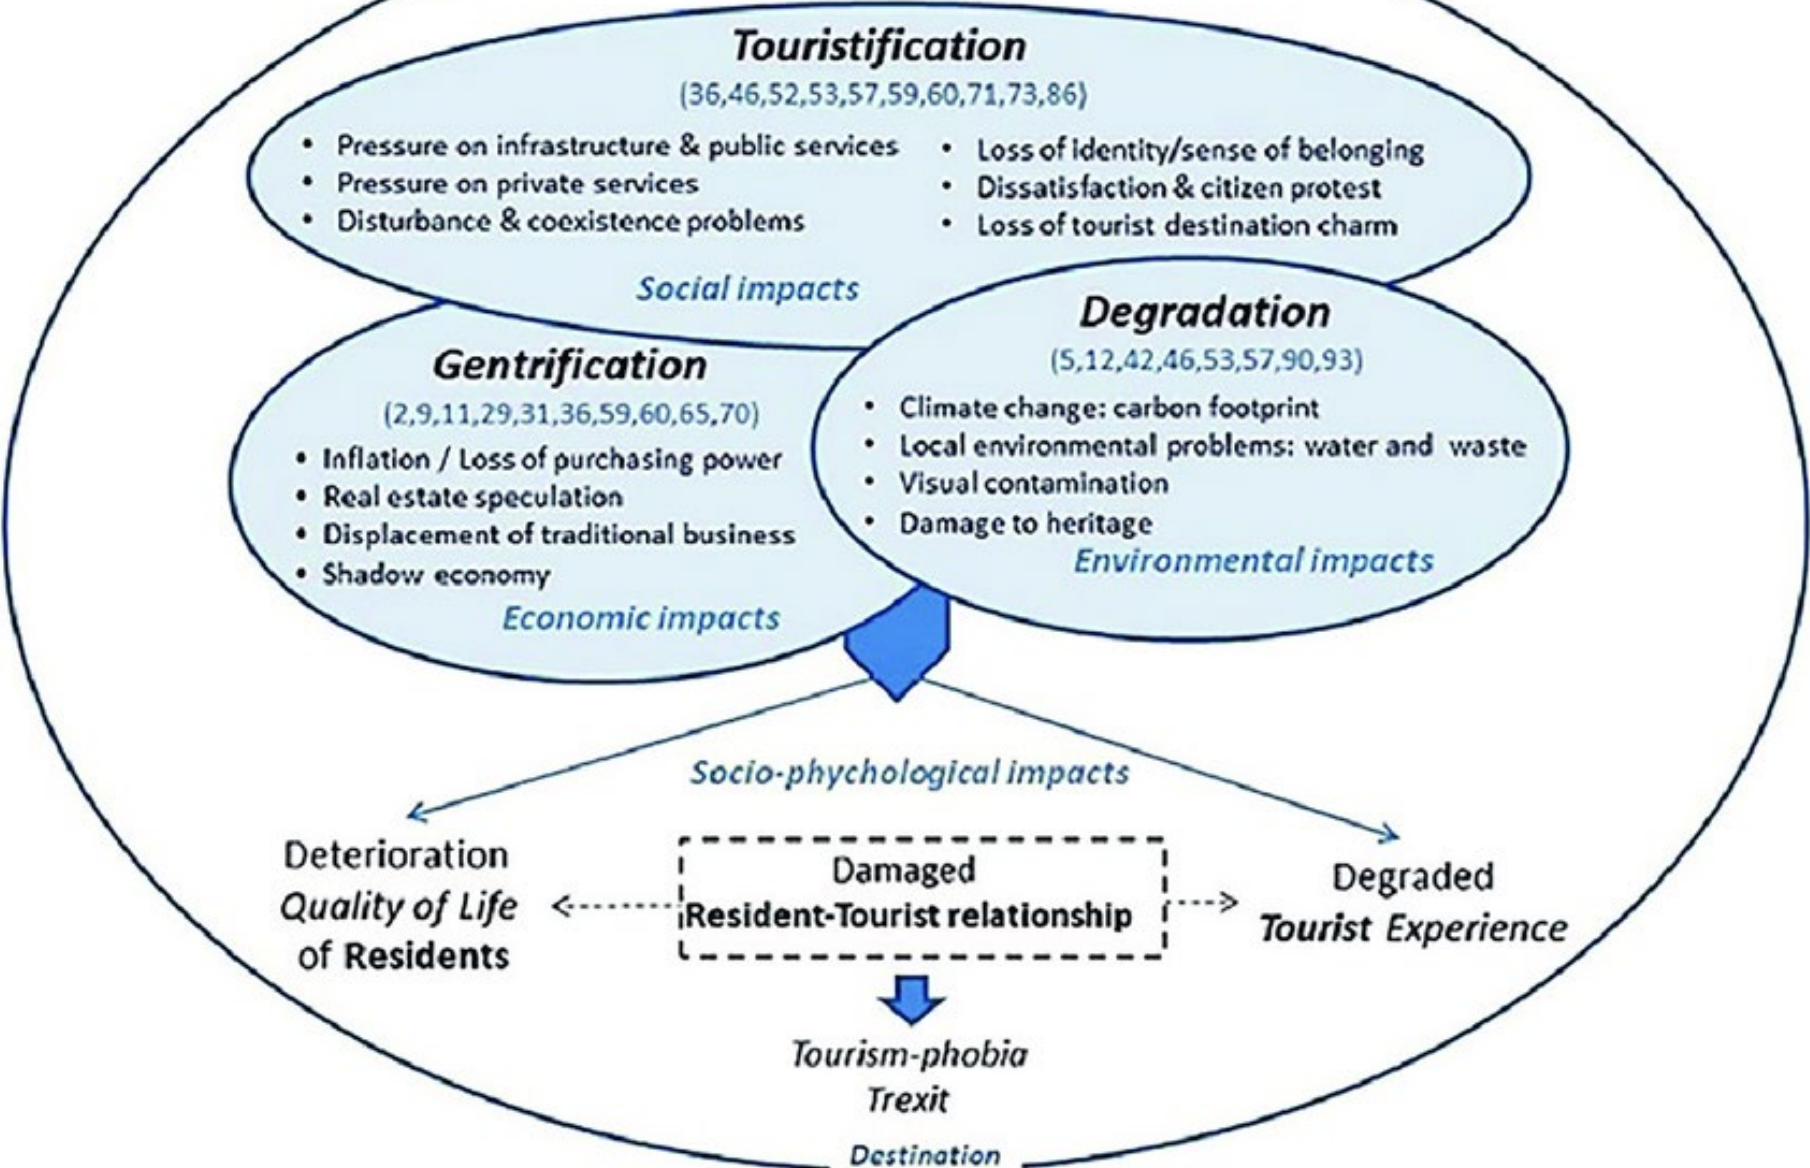 Touristification
(36,46,52,53,57,59,60,71,73,86)
• Pressure on infrastructure & public services
• Pressure on private services
• Disturbance & coexistence problems
• Loss of identity/sense of belonging
• Dissatisfaction & citizen protest
• Loss of tourist destination charm
Social impacts
Gentrification
(2,9,11,29,31,36,59,60,65,70)
• Inflation / Loss of purchasing power
• Real estate speculation
• Displacement of traditional business
• Shadow economy
Economic impacts
Degradation
(5,12,42,46,53,57,90,93)
• Climate change: carbon footprint
• Local environmental problems: water and waste
• Visual contamination
• Damage to heritage
Environmental impacts
Socio-phychological impacts
Deterioration
Quality of Life
of Residents
Damaged
Resident-Tourist relationship
Degraded
Tourist Experience
Tourism-phobia
Trexit
Destination